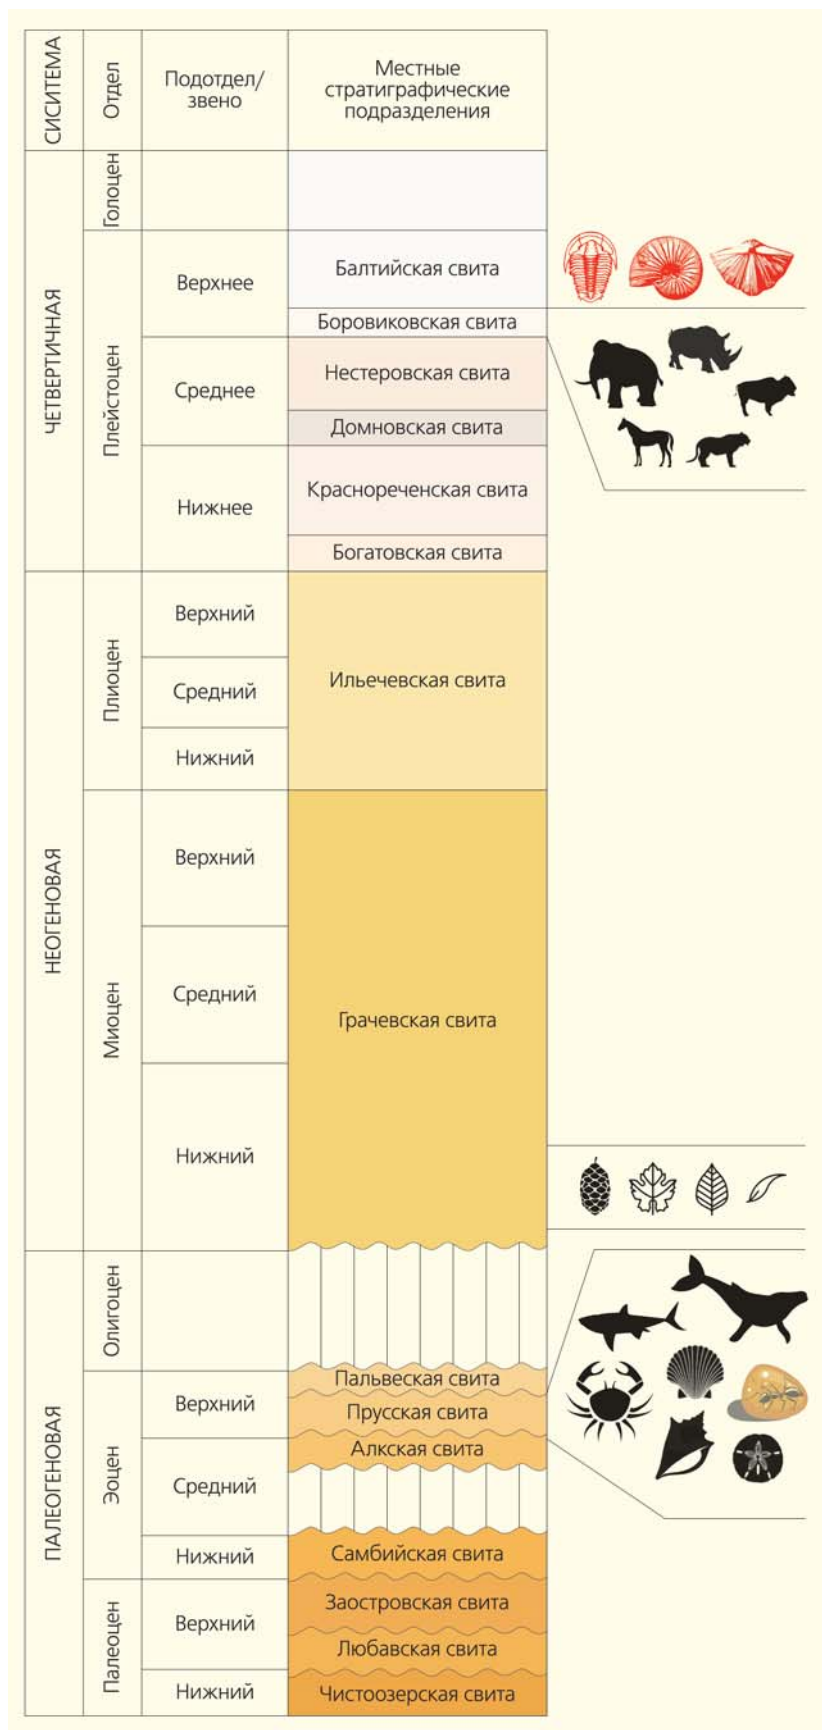 СИСИТЕМА
Отдел
Подотдел/
звено
Местные
стратиграфические
подразделения
ЧЕТВЕРТИЧНАЯ
Голоцен
Плейстоцен
Верхнее
Балтийская свита
Боровиковская свита
Среднее
Нестеровская свита
Домновская свита
Нижнее
Краснореченская свита
Богатовская свита
НЕОГЕНОВАЯ
Плиоцен
Верхний
Средний
Нижний
Ильечевская свита
Миоцен
Верхний
Средний
Нижний
Грачевская свита
ПАЛЕОГЕНОВАЯ
Олигоцен
Эоцен
Верхний
Пальвеская свита
Прусская свита
Алкская свита
Средний
Нижний
Самбийская свита
Палеоцен
Верхний
Заостровская свита
Любавская свита
Нижний
Чистоозерская свита